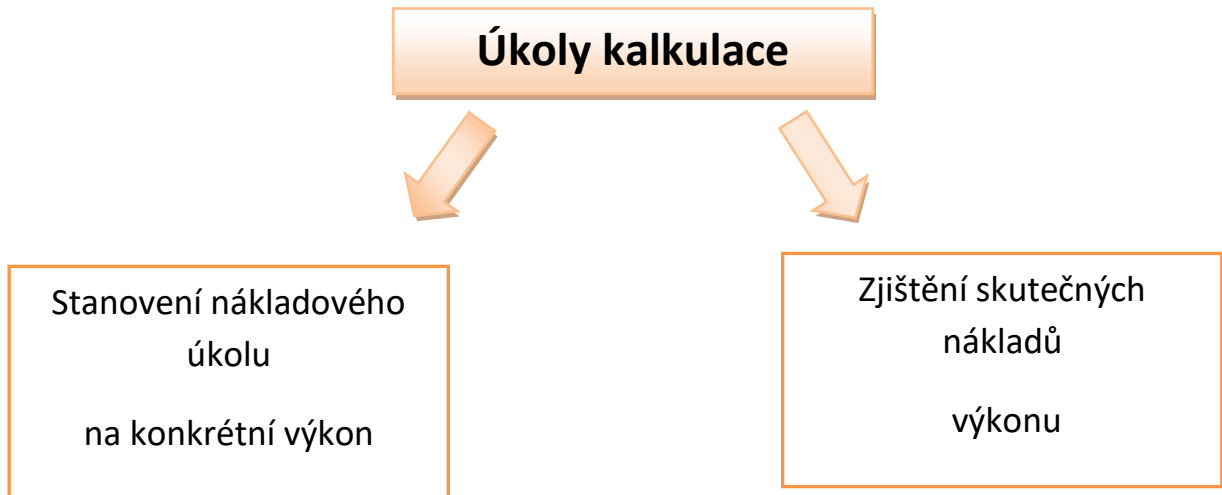 Úkoly kalkulace
Stanovení nákladového
úkolu
na konkrétní výkon
Zjištění skutečných
nákladů
výkonu